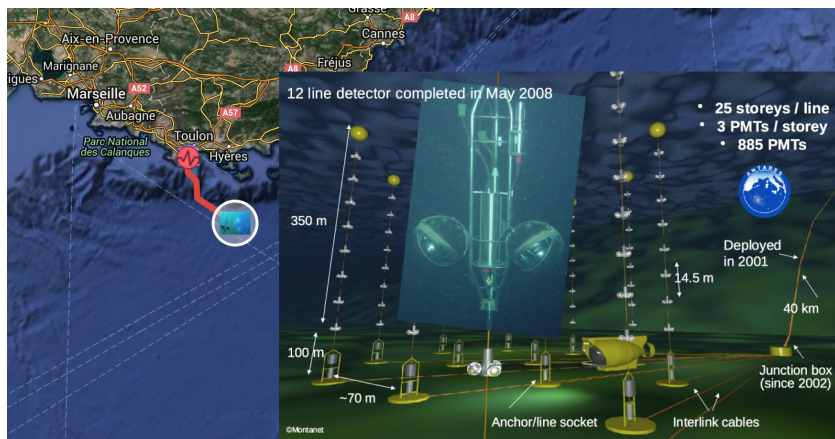 Grasse
A8
Cannes
Aix-en-Provence
Fréjus
Marignane
A8
igues
A52
Marseille
Aubagne
A57
Toulon
Parc National
des Calanques
Hyères
12 line detector completed in May 2008
• 25 storeys / line
• 3 PMTs / storey
• 885 PMTs
ANTARES
350 m
Deployed
in 2001
14.5 m
40 km
100 m
Junction box
(since 2002)
~70 m
Anchor/line socket
Interlink cables
©Montanet